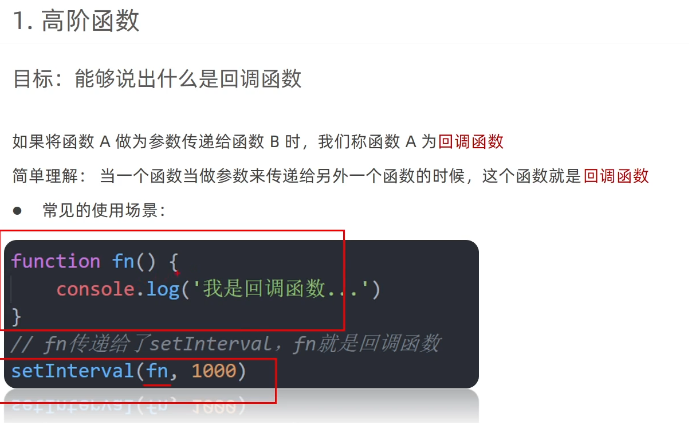 1. 高阶函数
目标：能够说出什么是回调函数
如果将函数 A 做为参数传递给函数 B 时，我们称函数 A 为回调函数
简单理解： 当一个函数当做参数来传递给另外一个函数的时候，这个函数就是回调函数
● 常见的使用场景：
function fn() {
    console.log('我是回调函数...')
}
// fn传递给了setInterval，fn就是回调函数
setInterval(fn, 1000)